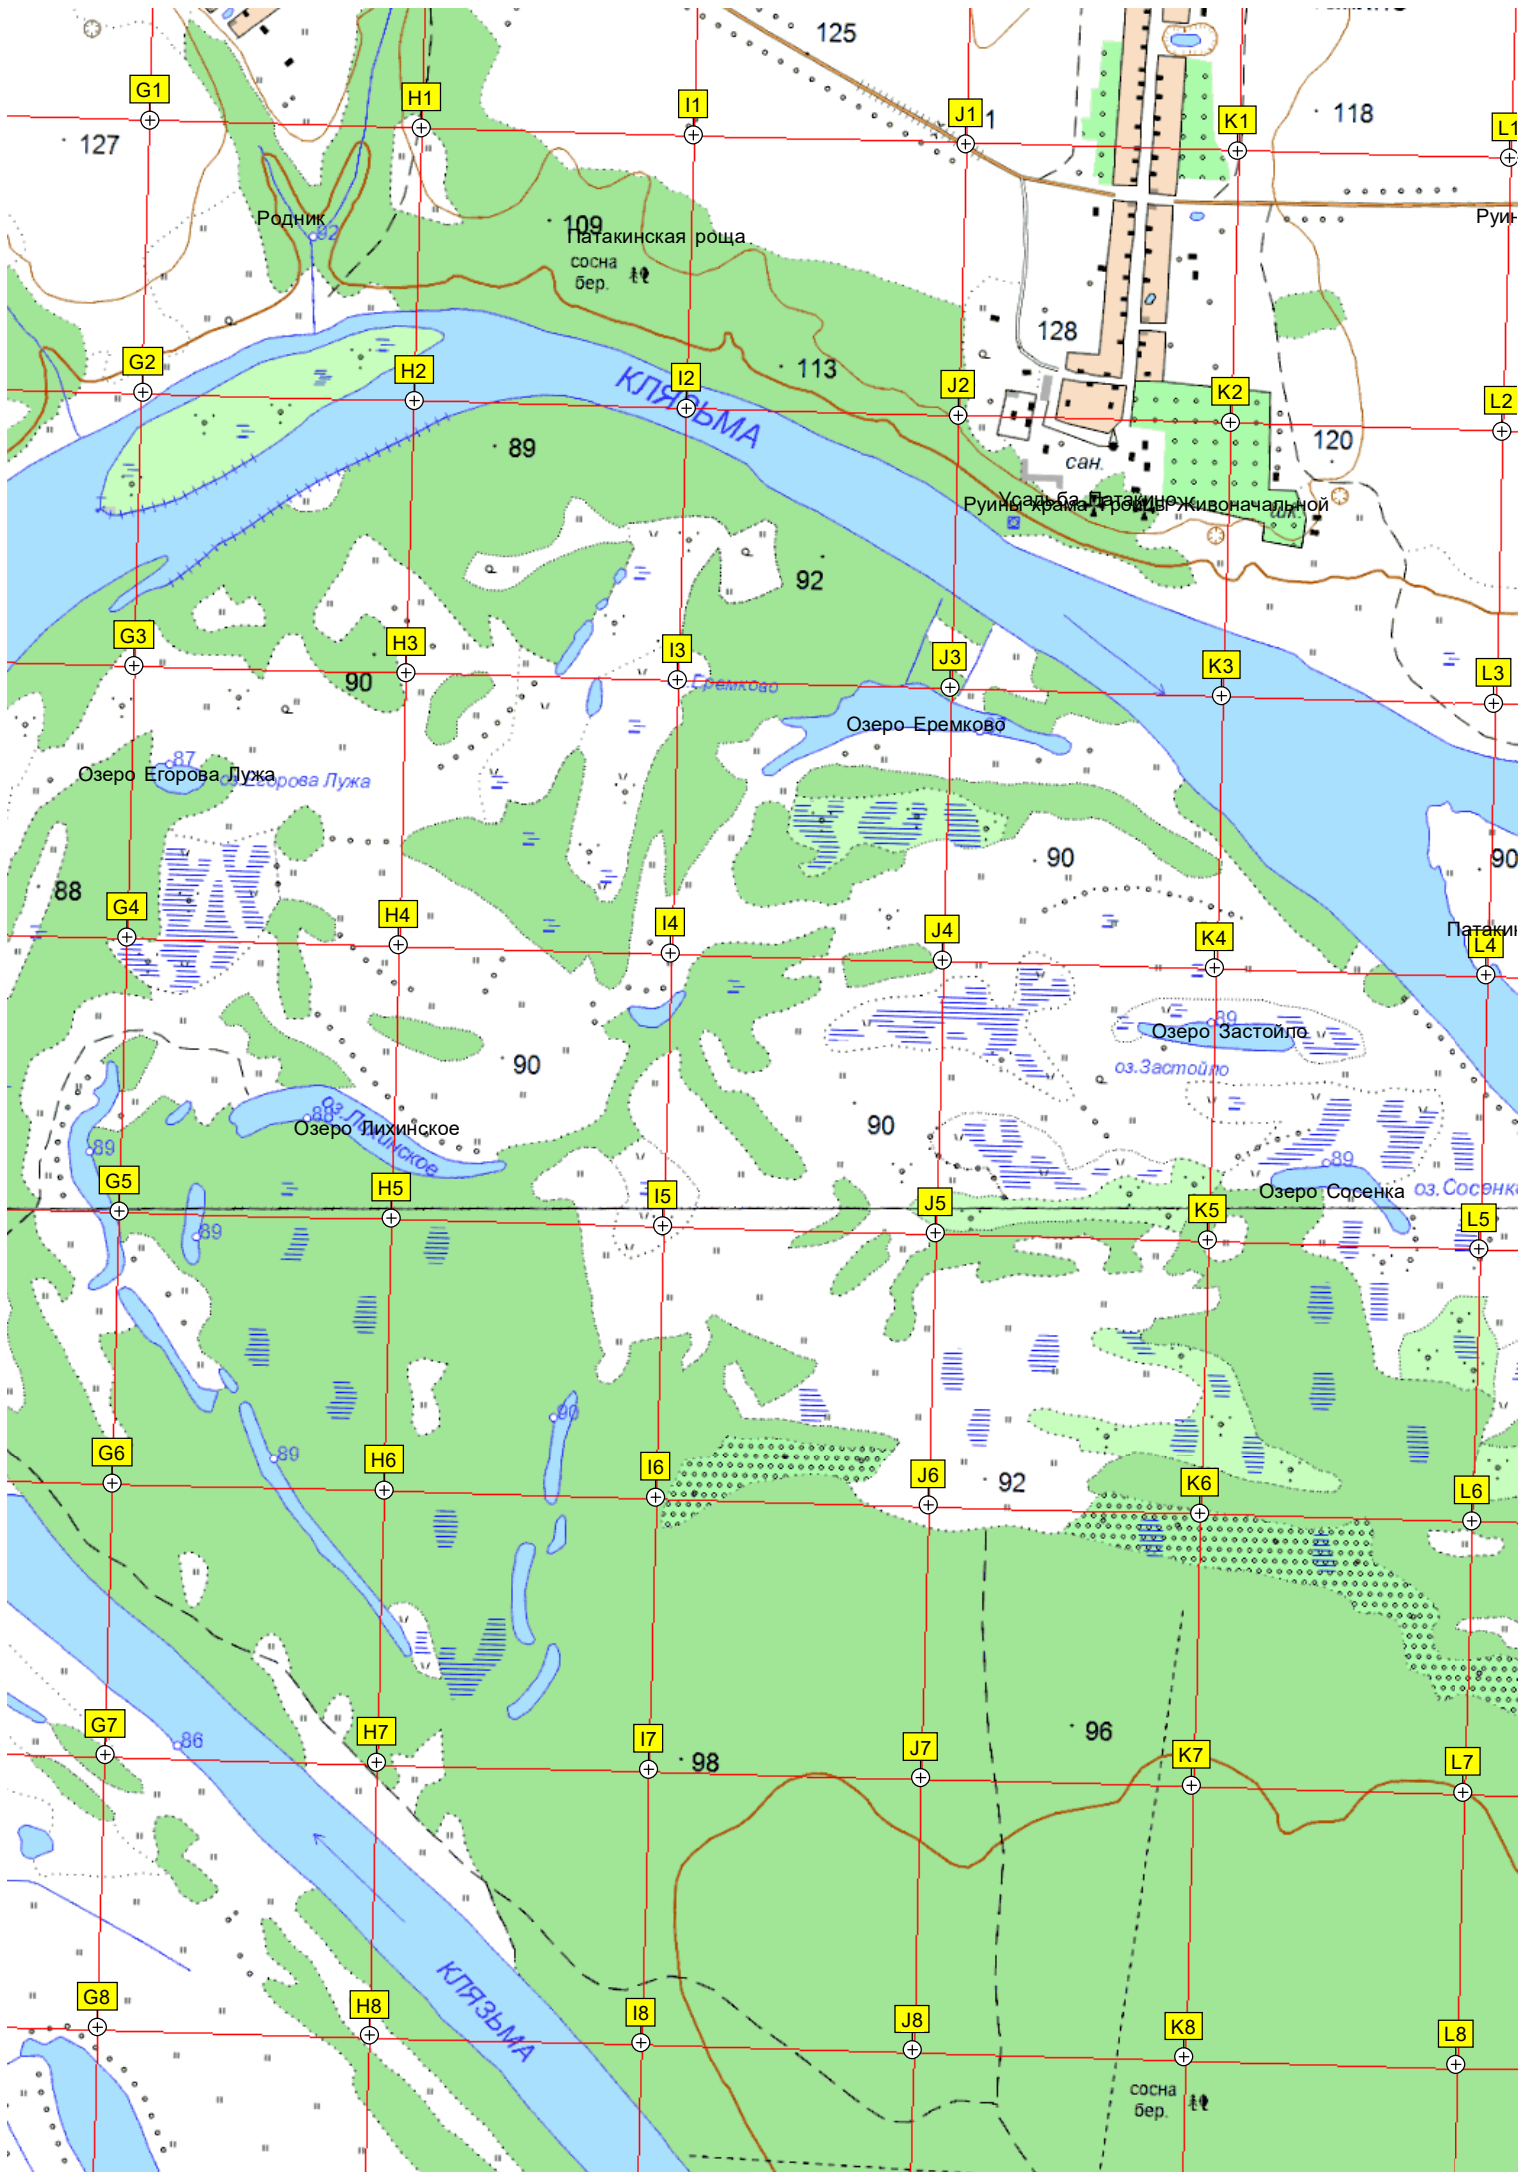 125
G1
H1
I1
J1
1
K1
118
L1
127
Родник
92
109
Патакинская роща
сосна
бер.
128
G2
H2
I2
КЛЯЗЬМА
113
J2
K2
L2
89
сан.
120
Усадьба Патакино
Руины храма Троицы Живоначальной
шк.
92
G3
H3
90
I3
Еремково
J3
K3
L3
Озеро Еремково
87
Озеро Егорова Лужа
оз.Егорова Лужа
88
90
90
G4
H4
I4
J4
K4
L4
90
89
Озеро Застойло
оз.Застойло
88
оз.Лихинское
Озеро Лихинское
90
89
89
G5
H5
I5
J5
K5
Озеро Сосенка
L5
89
90
89
G6
H6
I6
J6
92
K6
L6
G7
86
H7
I7
98
J7
96
K7
L7
КЛЯЗЬМА
G8
H8
I8
J8
K8
L8
сосна
бер.